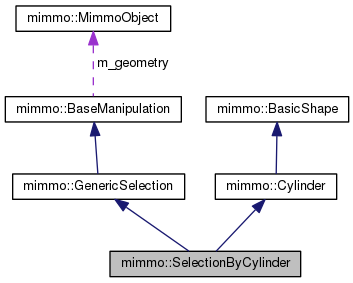 mimmo::MimmoObject
m_geometry
mimmo::BaseManipulation
mimmo::BasicShape
mimmo::GenericSelection
mimmo::Cylinder
mimmo::SelectionByCylinder